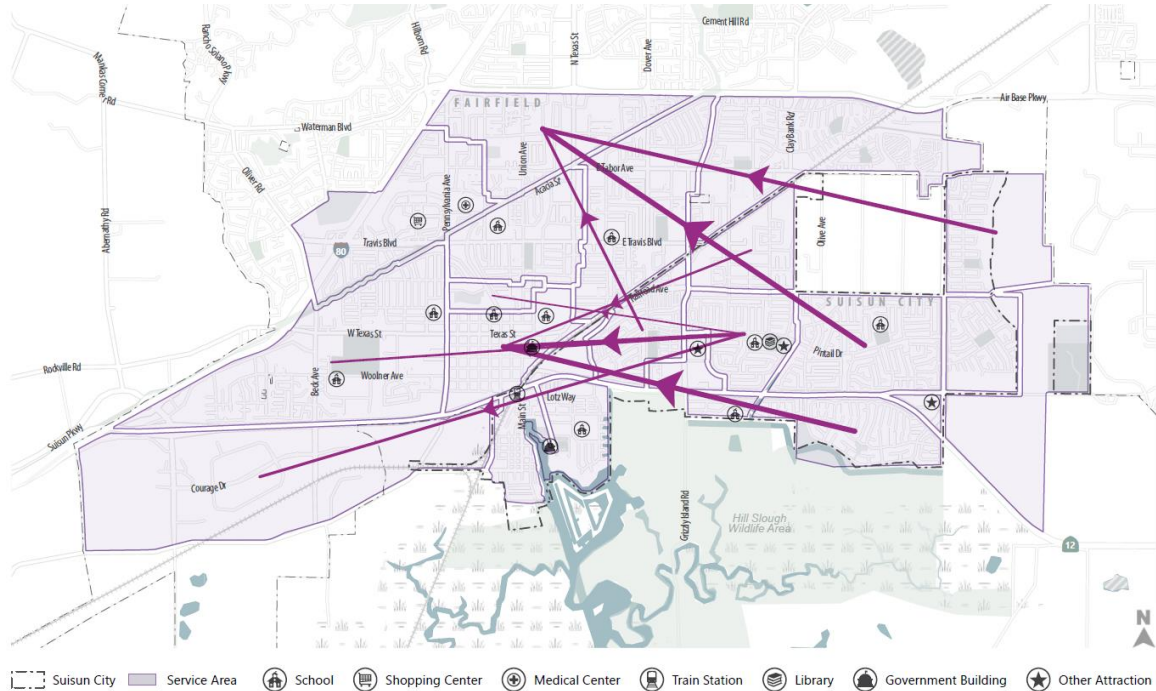 Cement Hill Rd
Rancho Solano Pkwy
Hilborn Rd
N Texas St
Dover Ave
Mankas Corner Rd
Air Base Pkwy
FAIRFIELD
Waterman Blvd
Clay Bank Rd
Union Ave
E Tabor Ave
Oliver Rd
Acacia St
Pennsylvania Ave
Abernathy Rd
Travis Blvd
E Travis Blvd
Olive Ave
80
Railroad Ave
SUISUN CITY
W Texas St
Texas St
Pintail Dr
Rockville Rd
Beck Ave
Woolner Ave
Lotz Way
Main St
Suisun Pkwy
Courage Dr
Grizzly Island Rd
Hill Slough
Wildlife Area
12
N
Suisun City
Service Area
School
Shopping Center
Medical Center
Train Station
Library
Government Building
Other Attraction